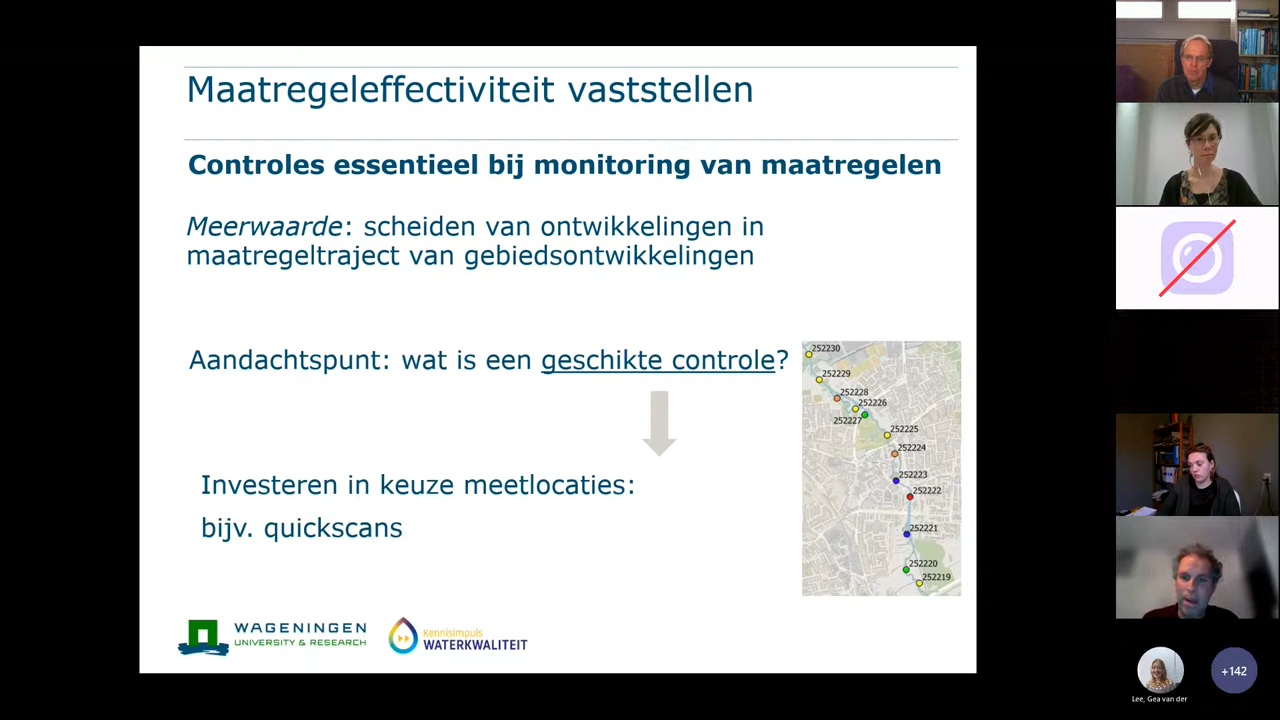 Maatregeleffectiviteit vaststellen
Controles essentieel bij monitoring van maatregelen
Meerwaarde: scheiden van ontwikkelingen in
maatregeltraject van gebiedsontwikkelingen
Aandachtspunt: wat is een geschikte controle?
Investeren in keuze meetlocaties:
bijv. quickscans
252230
252229
252228
252226
252227
252225
252224
252223
252222
252221
252220
252219
WAGENINGEN
UNIVERSITY & RESEARCH
Kennisimpuls
WATERKWALITEIT
+142
Lee, Gea van der